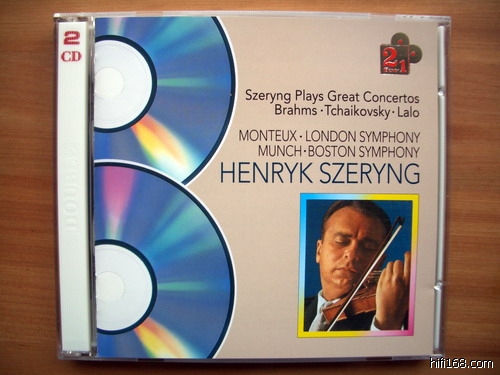 2
CD
DOUBLE
2
1
Szeryng Plays Great Concertos
Brahms · Tchaikovsky · Lalo
MONTEUX · LONDON SYMPHONY
MUNCH · BOSTON SYMPHONY
HENRYK SZERYNG
hifi168.com